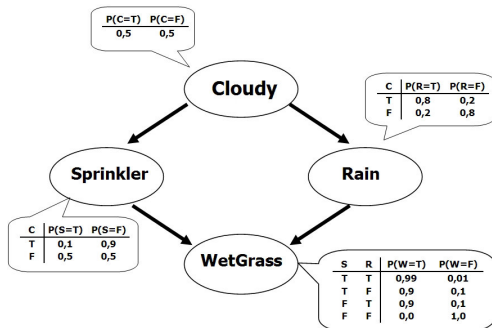 P(C=T) P(C=F)
0,5 0,5
Cloudy
C P(R=T) P(R=F)
T 0,8 0,2
F 0,2 0,8
Sprinkler
Rain
C P(S=T) P(S=F)
T 0,1 0,9
F 0,5 0,5
WetGrass
S R P(W=T) P(W=F)
T T 0,99 0,01
T F 0,9 0,1
F T 0,9 0,1
F F 0,0 1,0